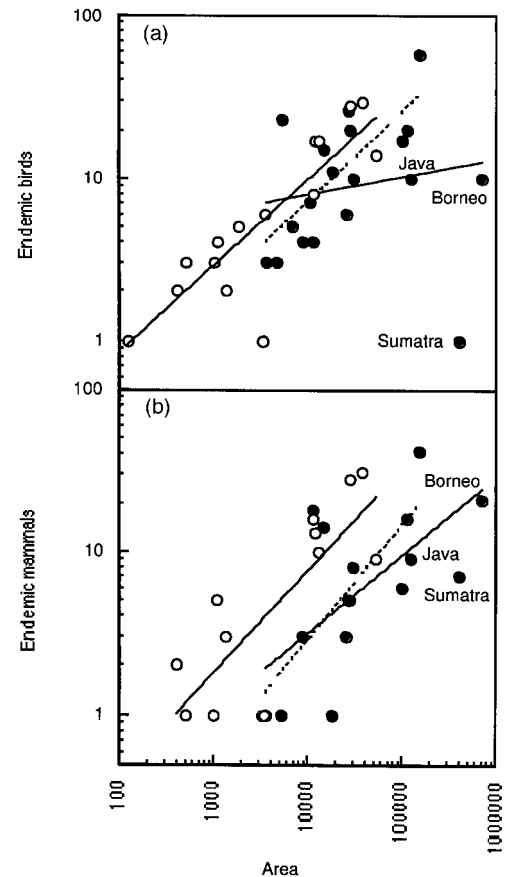 100
(a)
10
1
Endemic birds
Java
Borneo
Sumatra
100
(b)
10
1
Endemic mammals
Borneo
Java
Sumatra
100
1000
10000
100000
1000000
Area